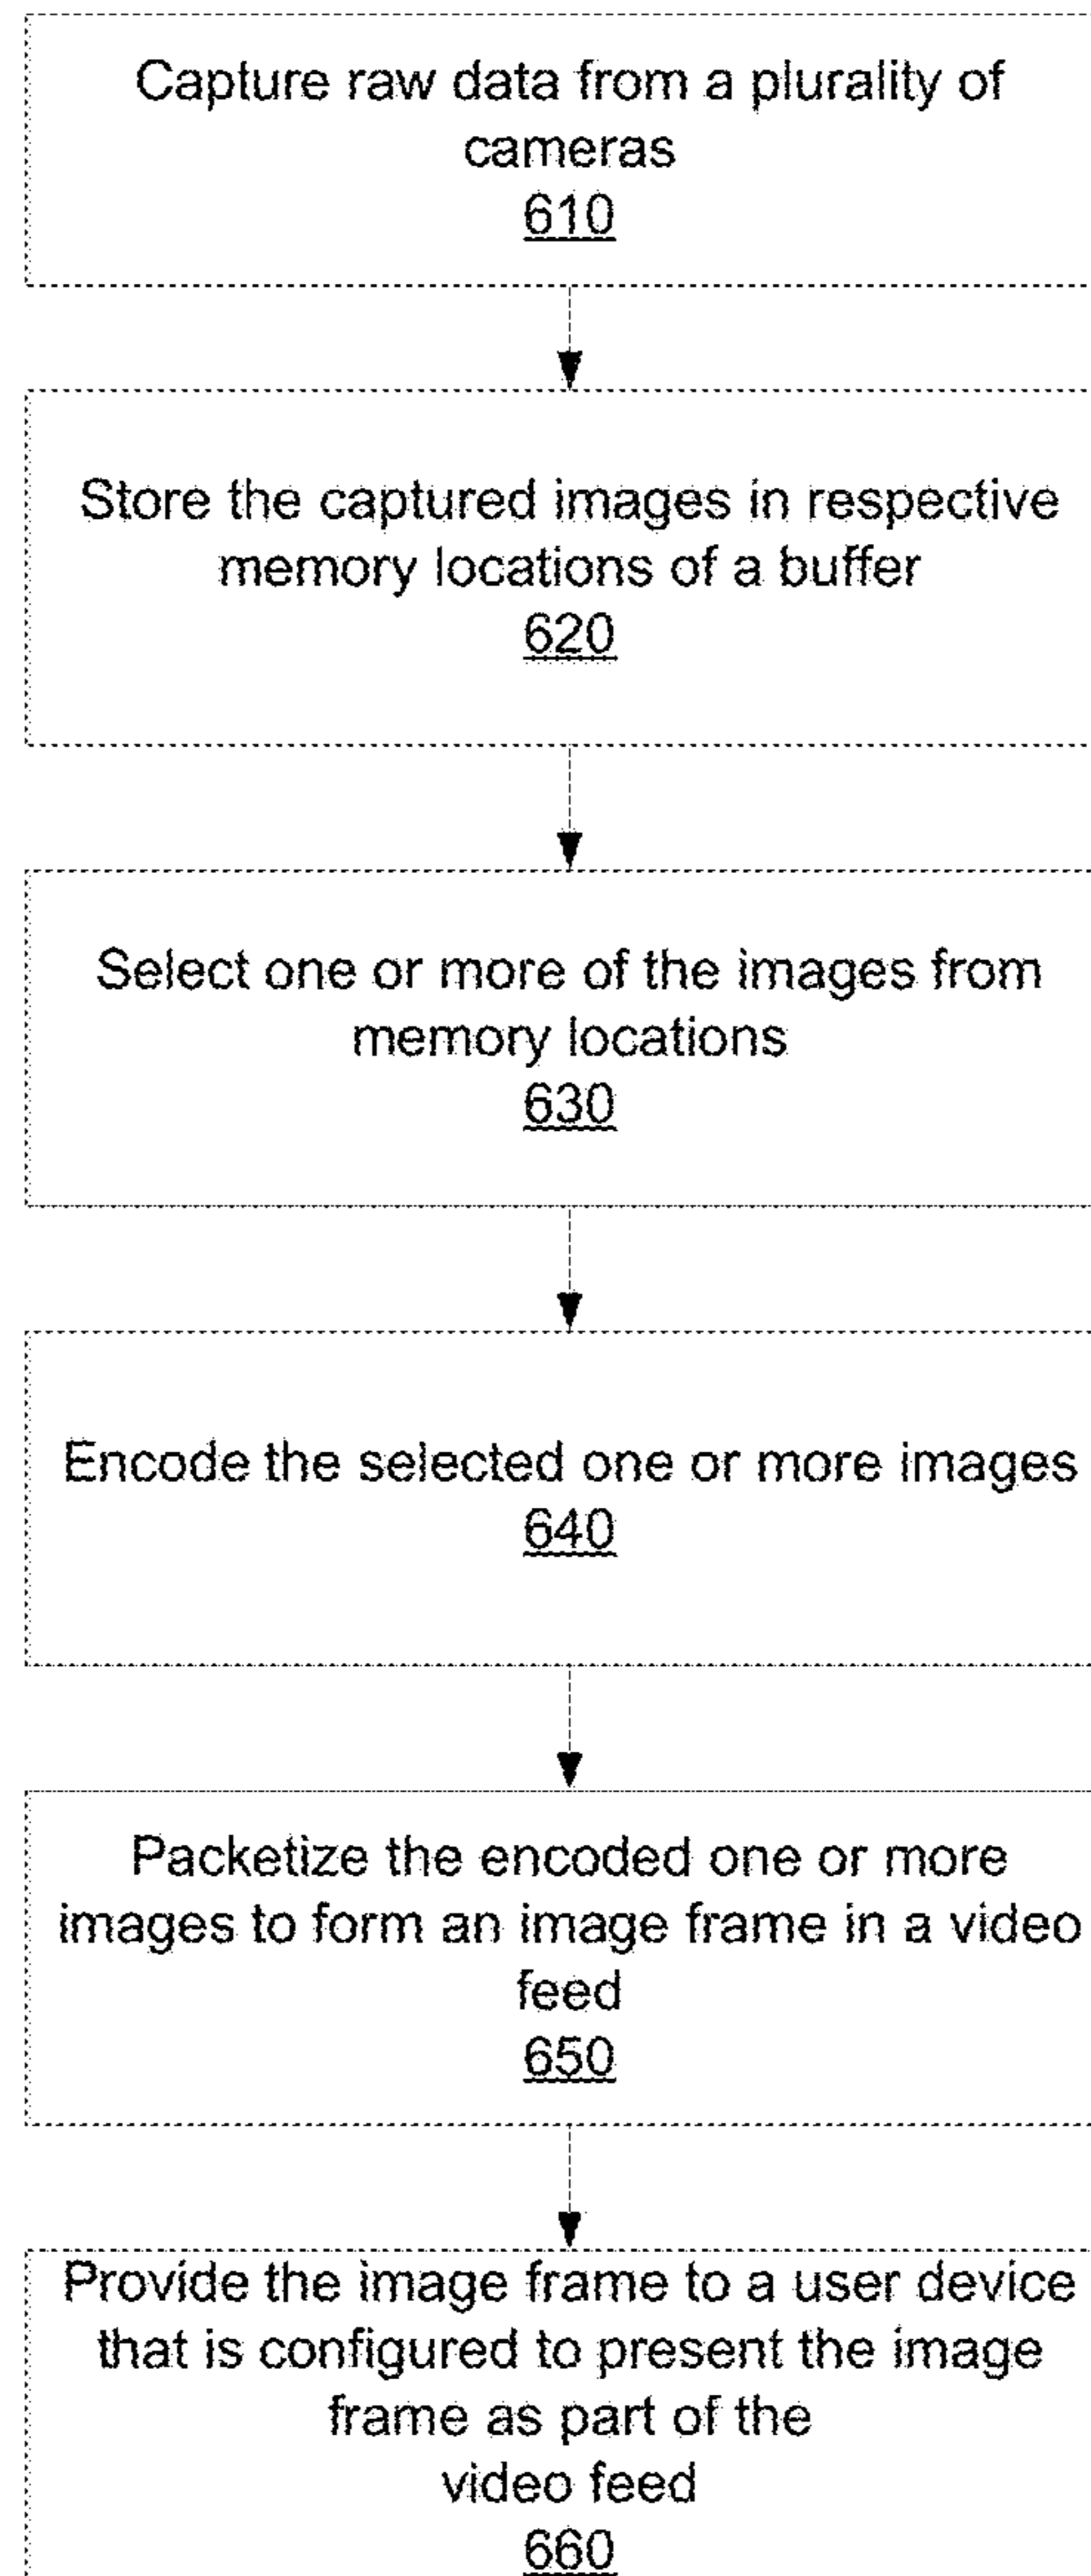 Capture raw data from a plurality of
cameras
610
Store the captured images in respective
memory locations of a buffer
620
Select one or more of the images from
memory locations
630
Encode the selected one or more images
640
Packetize the encoded one or more
images to form an image frame in a video
feed
650
Provide the image frame to a user device
that is configured to present the image
frame as part of the
video feed
660